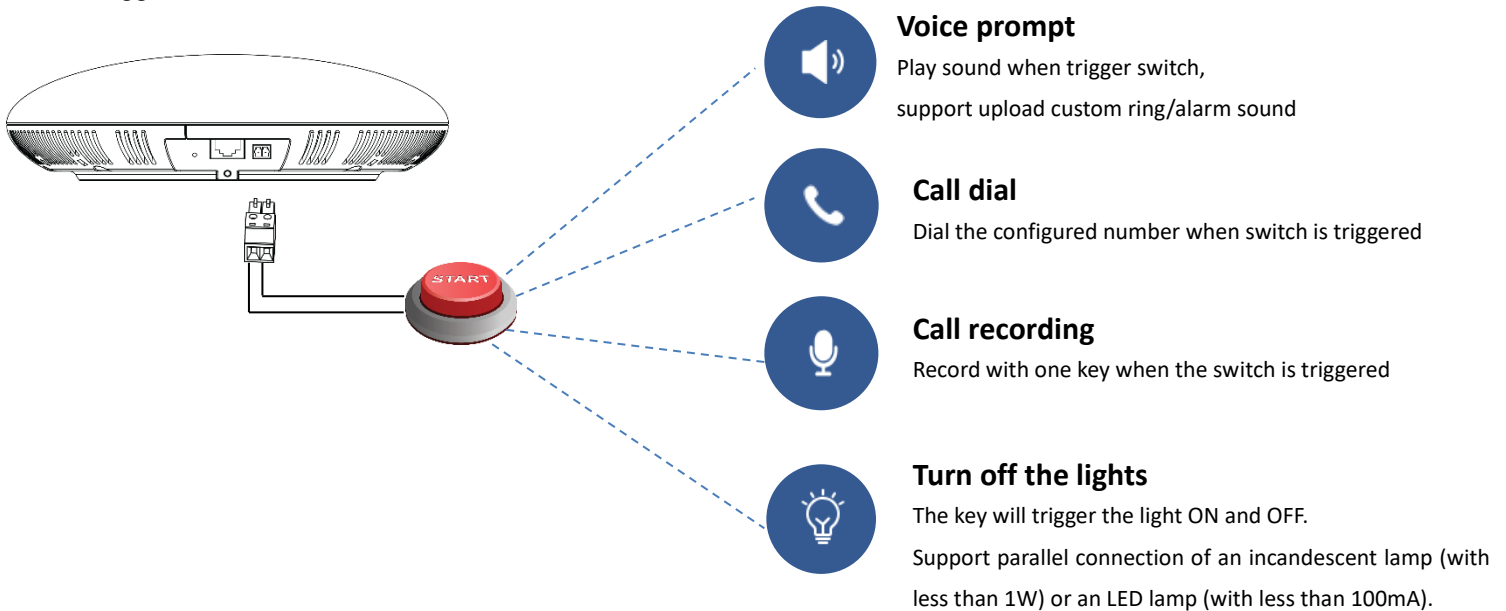 START
Voice prompt
Play sound when trigger switch,
support upload custom ring/alarm sound
Call dial
Dial the configured number when switch is triggered
Call recording
Record with one key when the switch is triggered
Turn off the lights
The key will trigger the light ON and OFF.
Support parallel connection of an incandescent lamp (with
less than 1W) or an LED lamp (with less than 100mA).